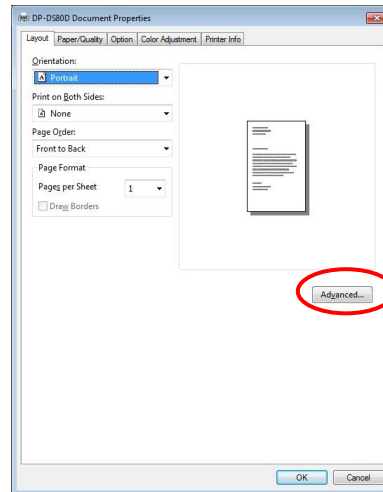 DP-DS80D Document Properties
Layout Paper/Quality Option Color Adjustment Printer Info
Orientation:
A Portrait
Print on Both Sides:
None
Page Order:
Front to Back
Page Format
Pages per Sheet 1
Draw Borders
Advanced...
OK Cancel